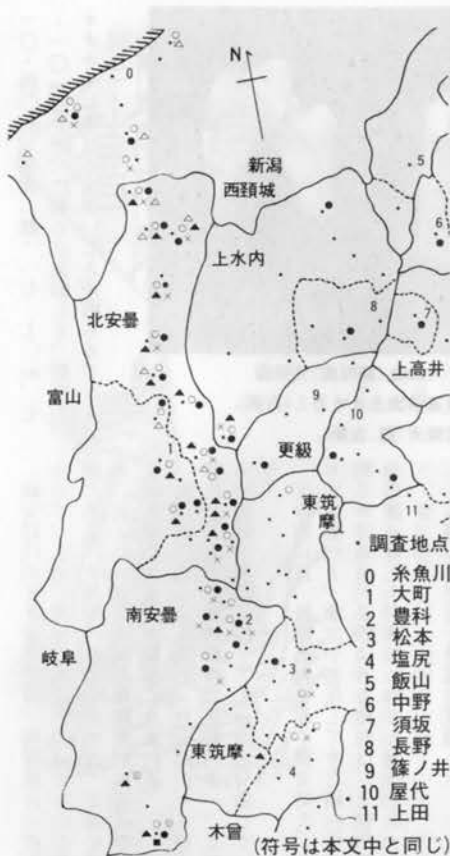 0
N
新潟
西頚城
5
6
上水内
8
7
北安曇
上高井
9
10
富山
更級
1
東筑摩
11
・調査地点
南安曇
2
0 糸魚川
1 大町
2 豊科
岐阜
3
3 松本
4 塩尻
5 飯山
6 中野
東筑摩
4
7 須坂
8 長野
9 篠ノ井
10 屋代
木曾
11 上田
(符号は本文中と同じ)